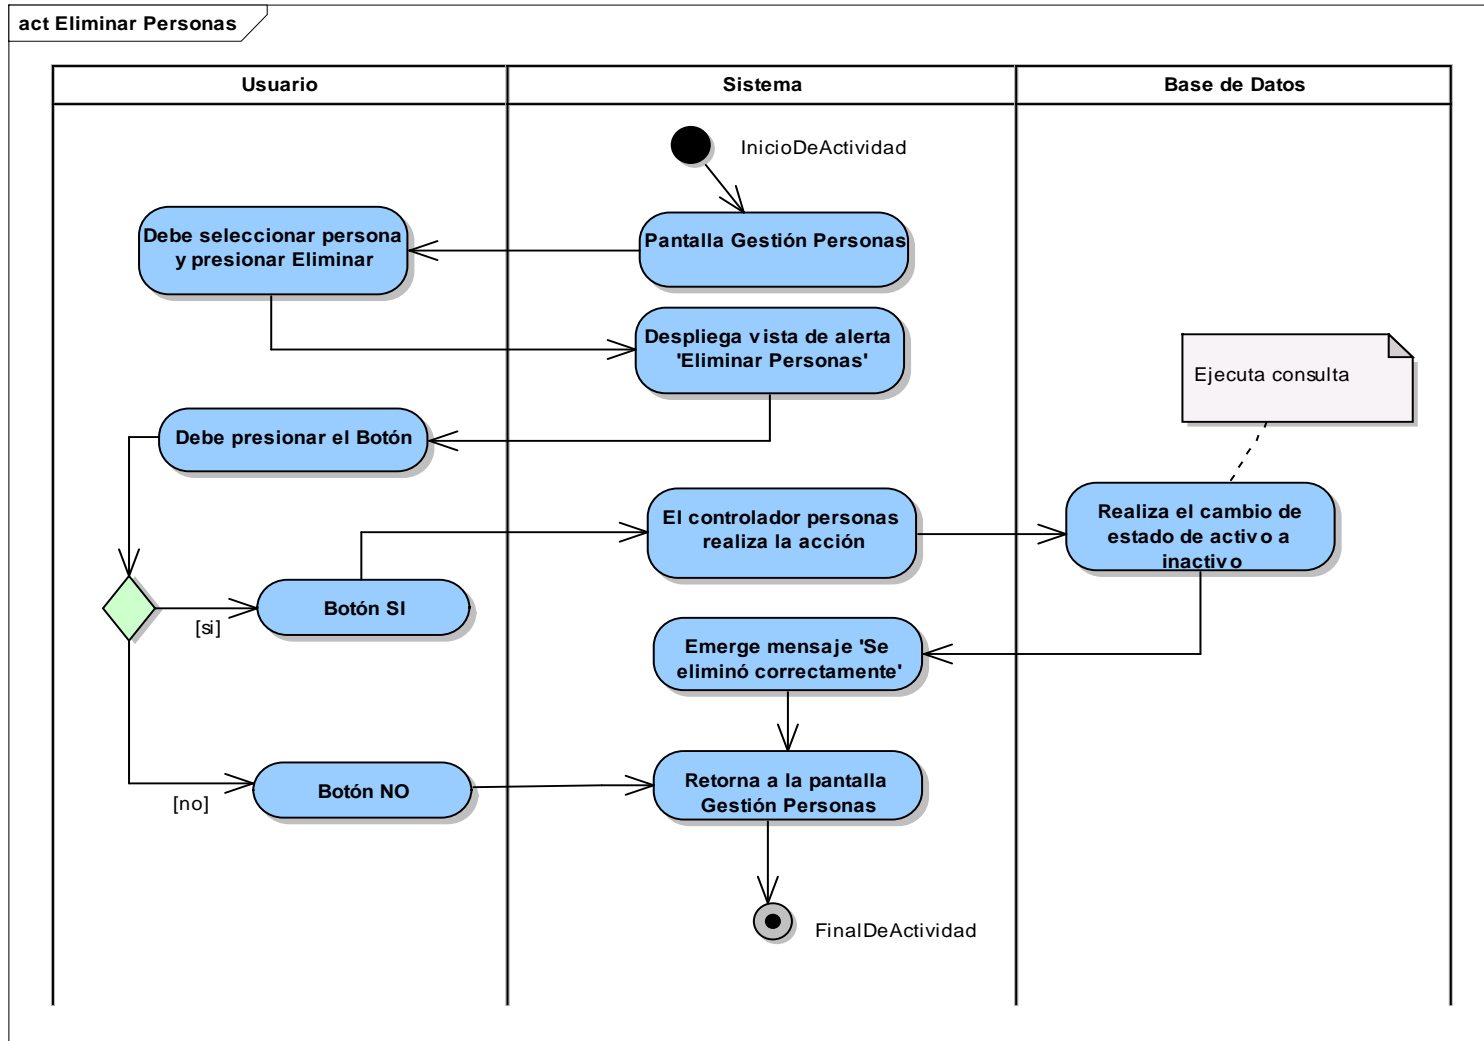 act Eliminar Personas
Usuario
Sistema
Base de Datos
InicioDeActividad
Debe seleccionar persona
y presionar Eliminar
Pantalla Gestión Personas
Despliega vista de alerta
'Eliminar Personas'
Ejecuta consulta
Debe presionar el Botón
El controlador personas
realiza la acción
Realiza el cambio de
estado de activo a
inactivo
Botón SI
[si]
Emerge mensaje 'Se
eliminó correctamente'
Botón NO
[no]
Retorna a la pantalla
Gestión Personas
FinalDeActividad